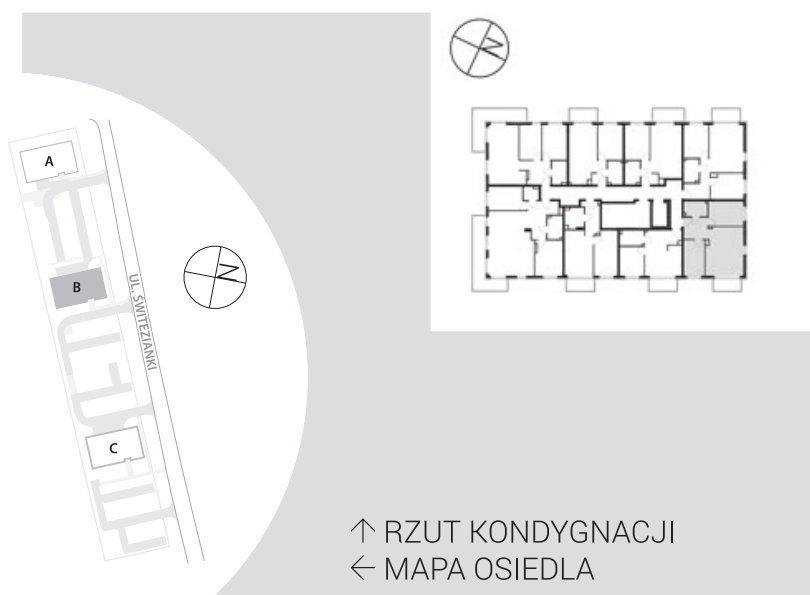 N
A
B
N
UL. ŚWITEZIANKI
C
↑ RZUT KONDYGNACJI
← MAPA OSIEDLA